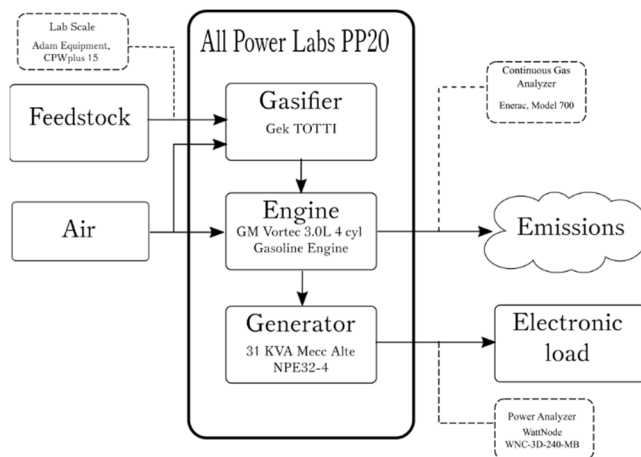 Lab Scale
Adam Equipment,
CPWplus 15
All Power Labs PP20
Continuous Gas
Analyzer
Enerac, Model 700
Feedstock
Gasifier
Gek TOTTI
Air
Engine
GM Vortec 3.0L 4 cyl
Gasoline Engine
Emissions
Generator
31 KVA Mecc Alte
NPE32-4
Electronic
load
Power Analyzer
WattNode
WNC-3D-240-MB